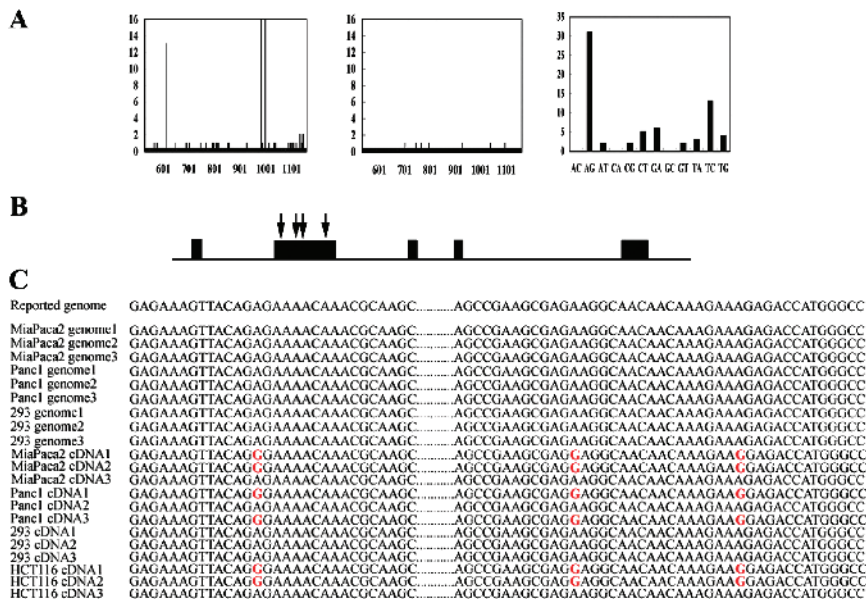 A
16
14
12
10
8
6
4
2
0
601 701 801 901 1001 1101
16
14
12
10
8
6
4
2
0
601 701 801 901 1001 1101
35
30
25
20
15
10
5
0
AC AG AT CA CG CT GA GC GT TA TC TG
B
C
Reported genome GAGAAAGTTACAGAGAAAACAAACGCAAGC............AGCCGAAGCGAGAAGGCAACAACAAAGAAAGAGACCATGGGCC
MiaPaca2 genome1 GAGAAAGTTACAGAGAAAACAAACGCAAGC............AGCCGAAGCGAGAAGGCAACAACAAAGAAAGAGACCATGGGCC
MiaPaca2 genome2 GAGAAAGTTACAGAGAAAACAAACGCAAGC............AGCCGAAGCGAGAAGGCAACAACAAAGAAAGAGACCATGGGCC
MiaPaca2 genome3 GAGAAAGTTACAGAGAAAACAAACGCAAGC............AGCCGAAGCGAGAAGGCAACAACAAAGAAAGAGACCATGGGCC
Panc1 genome1 GAGAAAGTTACAGAGAAAACAAACGCAAGC............AGCCGAAGCGAGAAGGCAACAACAAAGAAAGAGACCATGGGCC
Panc1 genome2 GAGAAAGTTACAGAGAAAACAAACGCAAGC............AGCCGAAGCGAGAAGGCAACAACAAAGAAAGAGACCATGGGCC
Panc1 genome3 GAGAAAGTTACAGAGAAAACAAACGCAAGC............AGCCGAAGCGAGAAGGCAACAACAAAGAAAGAGACCATGGGCC
293 genome1 GAGAAAGTTACAGAGAAAACAAACGCAAGC............AGCCGAAGCGAGAAGGCAACAACAAAGAAAGAGACCATGGGCC
293 genome2 GAGAAAGTTACAGAGAAAACAAACGCAAGC............AGCCGAAGCGAGAAGGCAACAACAAAGAAAGAGACCATGGGCC
293 genome3 GAGAAAGTTACAGAGAAAACAAACGCAAGC............AGCCGAAGCGAGAAGGCAACAACAAAGAAAGAGACCATGGGCC
MiaPaca2 cDNA1 GAGAAAGTTACAGGGAAAACAAACGCAAGC............AGCCGAAGCGAGGAGGCAACAACAAAGAAGGAGACCATGGGCC
MiaPaca2 cDNA2 GAGAAAGTTACAGGGAAAACAAACGCAAGC............AGCCGAAGCGAGGAGGCAACAACAAAGAAGGAGACCATGGGCC
MiaPaca2 cDNA3 GAGAAAGTTACAGAGAAAACAAACGCAAGC............AGCCGAAGCGAGAAGGCAACAACAAAGAAAGAGACCATGGGCC
Panc1 cDNA1 GAGAAAGTTACAGGGAAAACAAACGCAAGC............AGCCGAAGCGAGGAGGCAACAACAAAGAAGGAGACCATGGGCC
Panc1 cDNA2 GAGAAAGTTACAGAGAAAACAAACGCAAGC............AGCCGAAGCGAGAAGGCAACAACAAAGAAAGAGACCATGGGCC
Panc1 cDNA3 GAGAAAGTTACAGGGAAAACAAACGCAAGC............AGCCGAAGCGAGGAGGCAACAACAAAGAAGGAGACCATGGGCC
293 cDNA1 GAGAAAGTTACAGAGAAAACAAACGCAAGC............AGCCGAAGCGAGAAGGCAACAACAAAGAAAGAGACCATGGGCC
293 cDNA2 GAGAAAGTTACAGAGAAAACAAACGCAAGC............AGCCGAAGCGAGAAGGCAACAACAAAGAAAGAGACCATGGGCC
293 cDNA3 GAGAAAGTTACAGAGAAAACAAACGCAAGC............AGCCGAAGCGAGAAGGCAACAACAAAGAAAGAGACCATGGGCC
HCT116 cDNA1 GAGAAAGTTACAGGGAAAACAAACGCAAGC............AGCCGAAGCGAGGAGGCAACAACAAAGAAGGAGACCATGGGCC
HCT116 cDNA2 GAGAAAGTTACAGGGAAAACAAACGCAAGC............AGCCGAAGCGAGGAGGCAACAACAAAGAAGGAGACCATGGGCC
HCT116 cDNA3 GAGAAAGTTACAGAGAAAACAAACGCAAGC............AGCCGAAGCGAGAAGGCAACAACAAAGAAAGAGACCATGGGCC